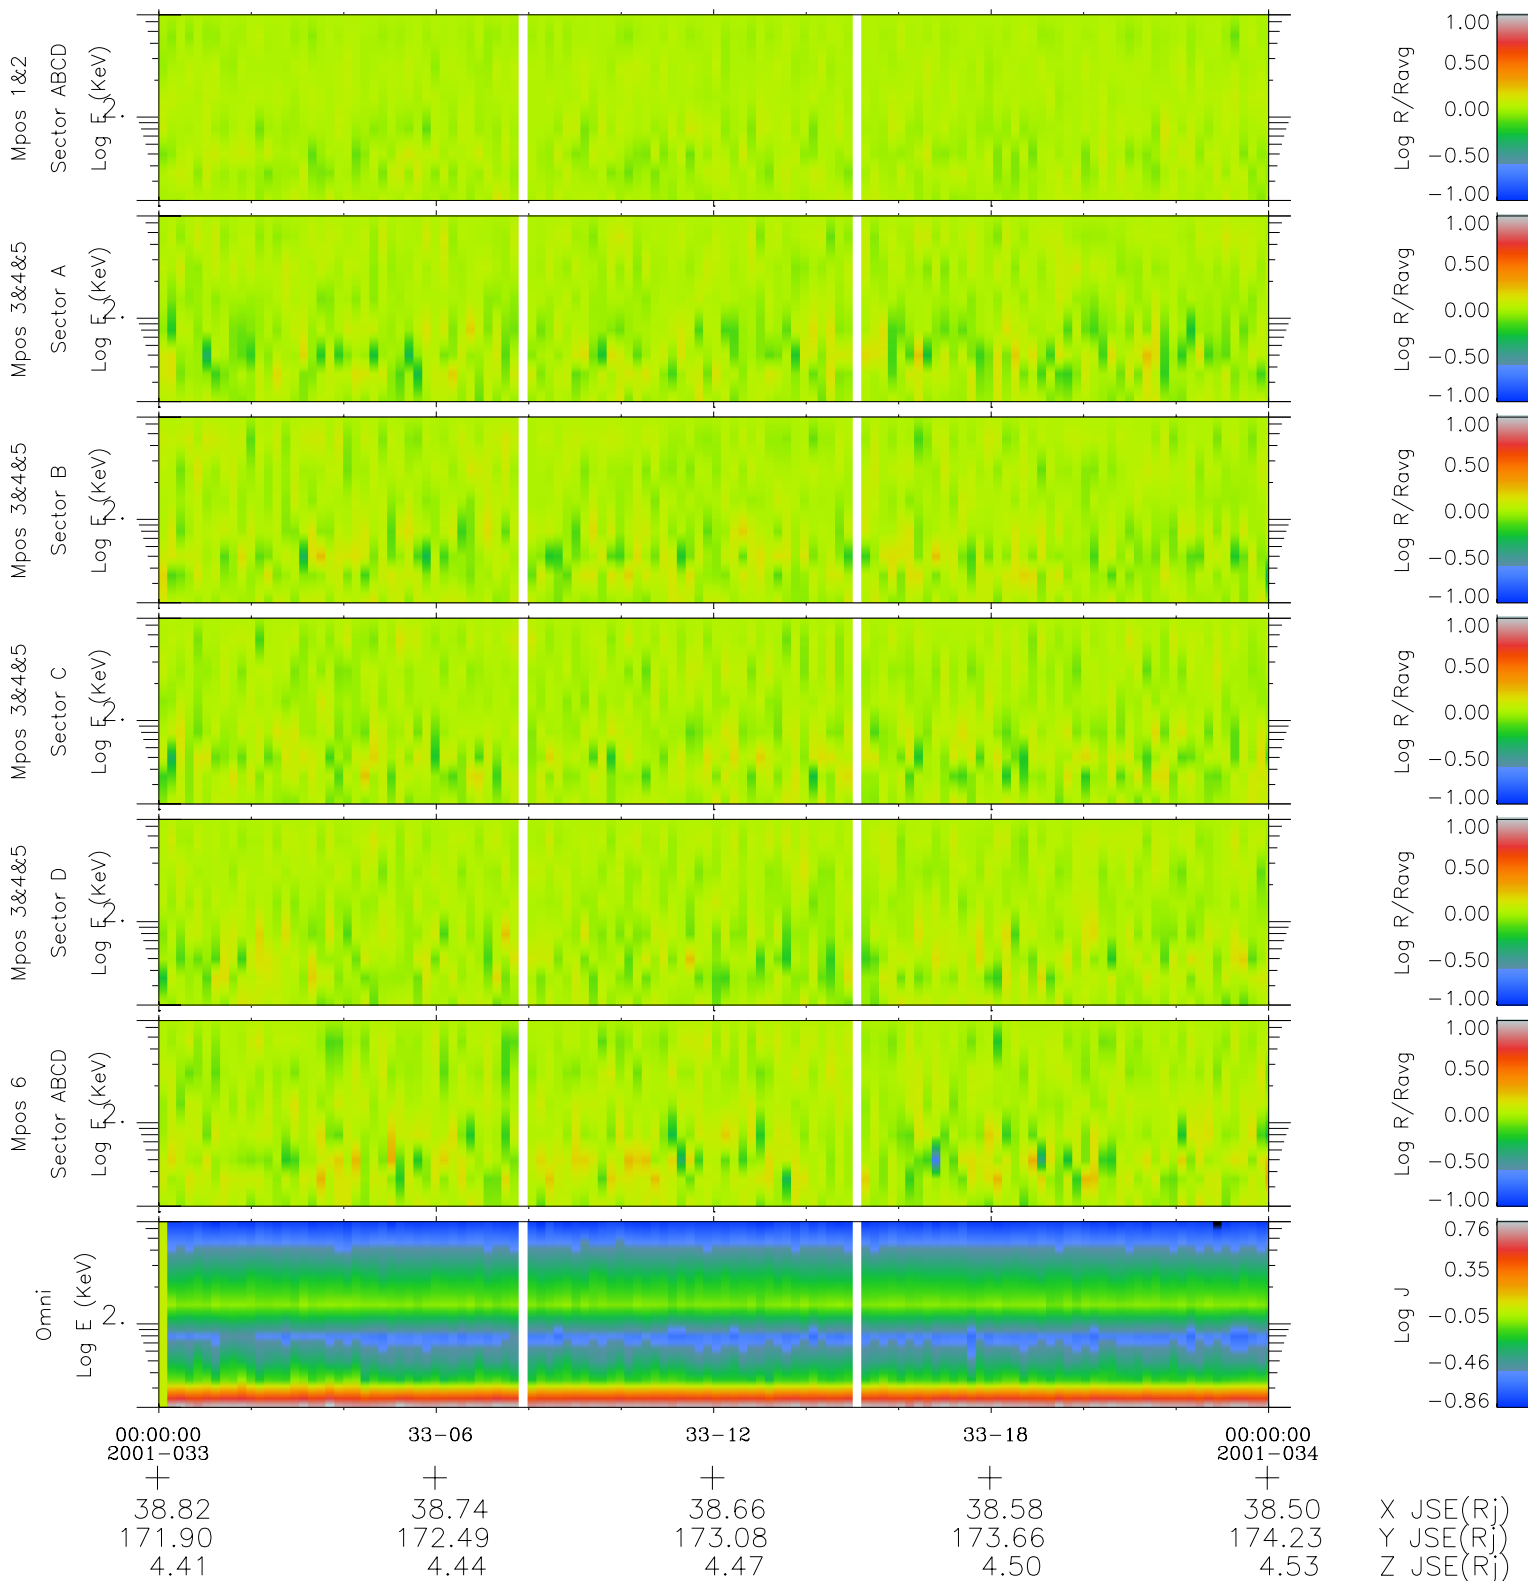 Mpos 1&2
Sector ABCD
Log E (KeV)
2.
1.00
0.50
0.00
-0.50
-1.00
Log R/Ravg
Mpos 3&4&5
Sector A
Log E (KeV)
2.
1.00
0.50
0.00
-0.50
-1.00
Log R/Ravg
Mpos 3&4&5
Sector B
Log E (KeV)
2.
1.00
0.50
0.00
-0.50
-1.00
Log R/Ravg
Mpos 3&4&5
Sector C
Log E (KeV)
2.
1.00
0.50
0.00
-0.50
-1.00
Log R/Ravg
Mpos 3&4&5
Sector D
Log E (KeV)
2.
1.00
0.50
0.00
-0.50
-1.00
Log R/Ravg
Mpos 6
Sector ABCD
Log E (KeV)
2.
1.00
0.50
0.00
-0.50
-1.00
Log R/Ravg
Omni
Log E (KeV)
2.
0.76
0.35
-0.05
-0.46
-0.86
Log J
00:00:00 33-06 33-12 33-18 00:00:00
2001-033 2001-034
38.82 38.74 38.66 38.58 38.50 X JSE(Rj)
171.90 172.49 173.08 173.66 174.23 Y JSE(Rj)
4.41 4.44 4.47 4.50 4.53 Z JSE(Rj)